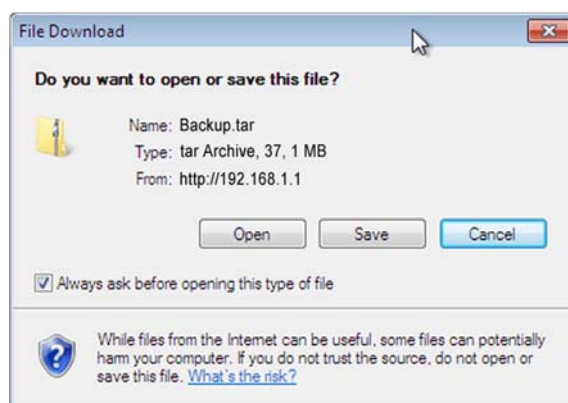 File Download
Do you want to open or save this file?
Name: Backup.tar
Type: tar Archive, 37, 1 MB
From: http://192.168.1.1
Open Save Cancel
Always ask before opening this type of file
While files from the Internet can be useful, some files can potentially
harm your computer. If you do not trust the source, do not open or
save this file. What's the risk?